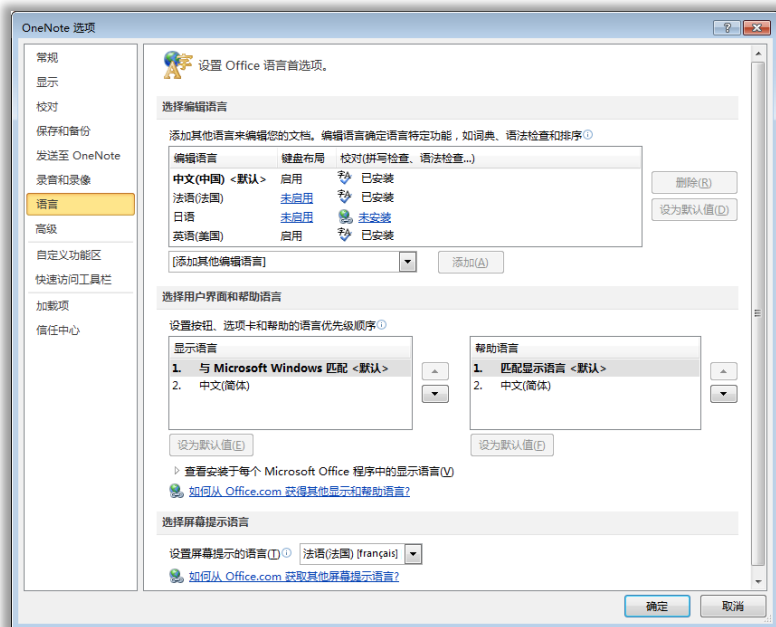 OneNote 选项
常规
显示
校对
保存和备份
发送至 OneNote
录音和录像
语言
高级
自定义功能区
快速访问工具栏
加载项
信任中心
设置 Office 语言首选项。
选择编辑语言
添加其他语言来编辑您的文档。编辑语言确定语言特定功能，如词典、语法检查和排序
编辑语言 键盘布局 校对(拼写检查、语法检查...)
中文(中国) <默认> 启用 已安装
法语(法国) 未启用 已安装
日语 未启用 未安装
英语(美国) 启用 已安装
删除(R)
设为默认值(D)
[添加其他编辑语言] 添加(A)
选择用户界面和帮助语言
设置按钮、选项卡和帮助的语言优先级顺序
显示语言
1. 与 Microsoft Windows 匹配 <默认>
2. 中文(简体)
设为默认值(E)
帮助语言
1. 匹配显示语言 <默认>
2. 中文(简体)
设为默认值(F)
查看安装于每个 Microsoft Office 程序中的显示语言(V)
如何从 Office.com 获得其他显示和帮助语言?
选择屏幕提示语言
设置屏幕提示的语言(T) 法语(法国) [français]
如何从 Office.com 获取其他屏幕提示语言?
确定 取消